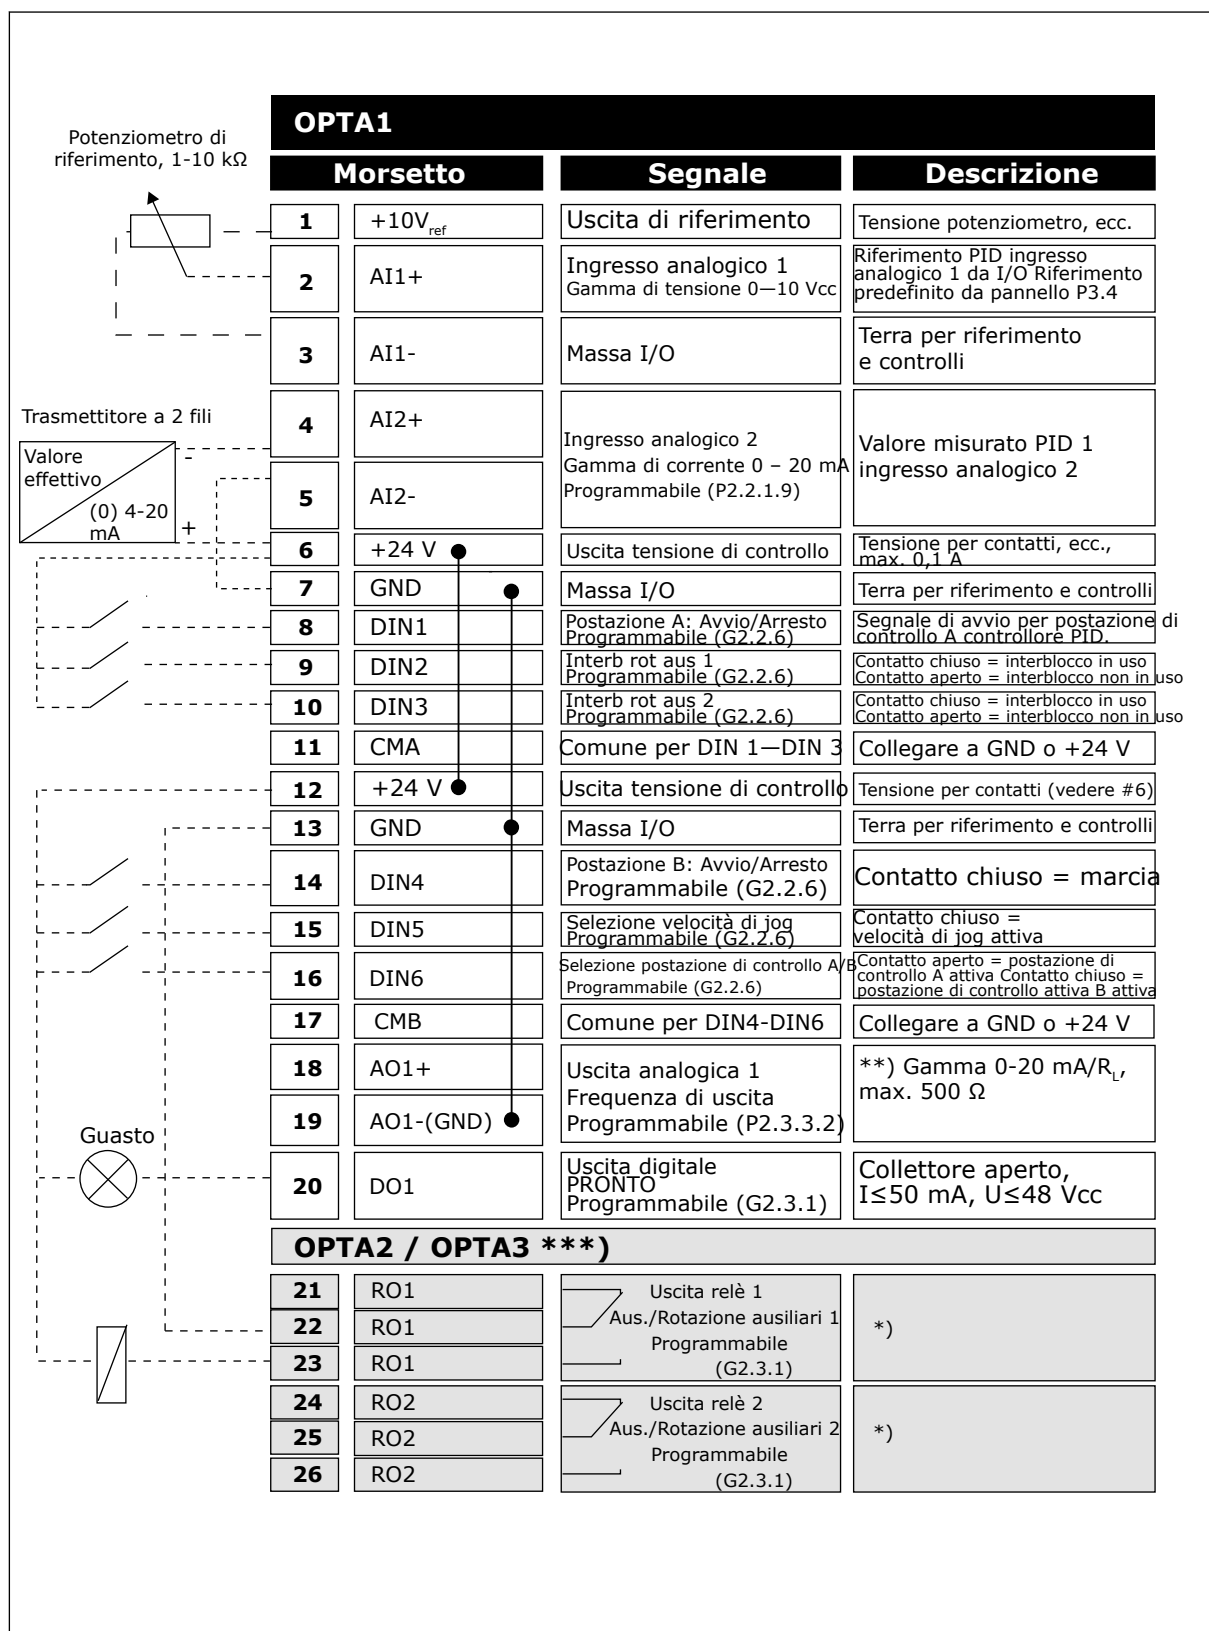 OPTA1
Potenziometro di
riferimento, 1-10 kΩ
Morsetto Segnale Descrizione
1 +10Vref Uscita di riferimento Tensione potenziometro, ecc.
2 AI1+
Ingresso analogico 1
Gamma di tensione 0—10 Vcc
Riferimento PID ingresso
analogico 1 da I/O Riferimento
predefinito da pannello P3.4
3 AI1- Massa I/O
Terra per riferimento
e controlli
Trasmettitore a 2 fili
Valore
effettivo
(0) 4-20
mA
-
+
4 AI2+
5 AI2-
Ingresso analogico 2
Gamma di corrente 0 – 20 mA
Programmabile (P2.2.1.9)
Valore misurato PID 1
ingresso analogico 2
6 +24 V Uscita tensione di controllo
Tensione per contatti, ecc.,
max. 0,1 A
7 GND Massa I/O Terra per riferimento e controlli
8 DIN1
Postazione A: Avvio/Arresto
Programmabile (G2.2.6)
Segnale di avvio per postazione di
controllo A controllore PID.
9 DIN2
Interb rot aus 1
Programmabile (G2.2.6)
Contatto chiuso = interblocco in uso
Contatto aperto = interblocco non in uso
10 DIN3
Interb rot aus 2
Programmabile (G2.2.6)
Contatto chiuso = interblocco in uso
Contatto aperto = interblocco non in uso
11 CMA Comune per DIN 1—DIN 3 Collegare a GND o +24 V
12 +24 V Uscita tensione di controllo Tensione per contatti (vedere #6)
13 GND Massa I/O Terra per riferimento e controlli
14 DIN4
Postazione B: Avvio/Arresto
Programmabile (G2.2.6)
Contatto chiuso = marcia
15 DIN5
Selezione velocità di jog
Programmabile (G2.2.6)
Contatto chiuso =
velocità di jog attiva
16 DIN6
Selezione postazione di controllo A/B
Programmabile (G2.2.6)
Contatto aperto = postazione di
controllo A attiva Contatto chiuso =
postazione di controllo attiva B attiva
17 CMB Comune per DIN4-DIN6 Collegare a GND o +24 V
18 AO1+
19 AO1-(GND)
Uscita analogica 1
Frequenza di uscita
Programmabile (P2.3.3.2)
**) Gamma 0-20 mA/RL,
max. 500 Ω
Guasto
20 DO1
Uscita digitale
PRONTO
Programmabile (G2.3.1)
Collettore aperto,
I≤50 mA, U≤48 Vcc
OPTA2 / OPTA3 ***)
21 RO1
22 RO1
23 RO1
Uscita relè 1
Aus./Rotazione ausiliari 1
Programmabile
(G2.3.1)
*)
24 RO2
25 RO2
26 RO2
Uscita relè 2
Aus./Rotazione ausiliari 2
Programmabile
(G2.3.1)
*)